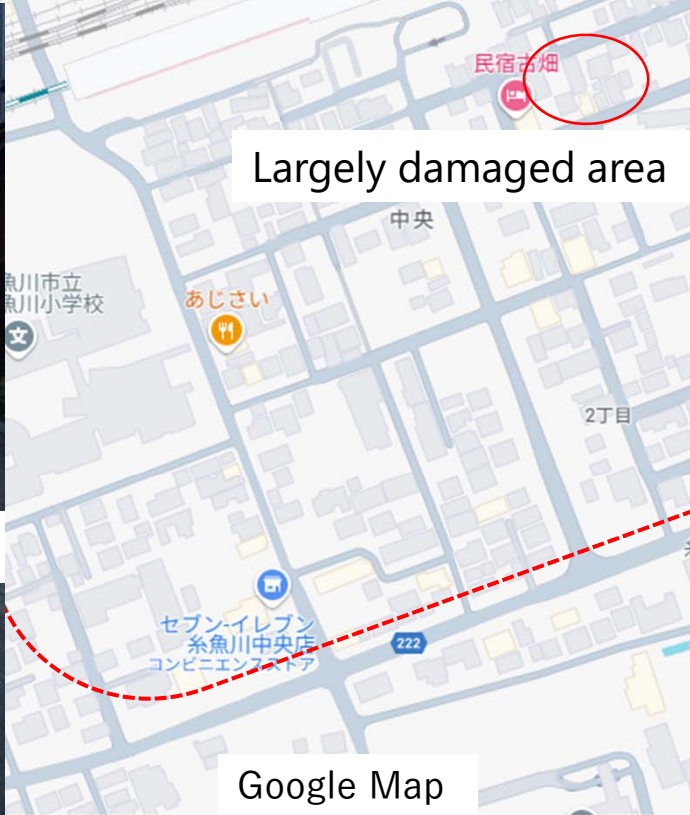 民宿古畑
Largely damaged area
中央
魚川市立
魚川小学校
文
あじさい
2丁目
セブン-イレブン
糸魚川中央店
コンビニエンスストア
222
Google Map